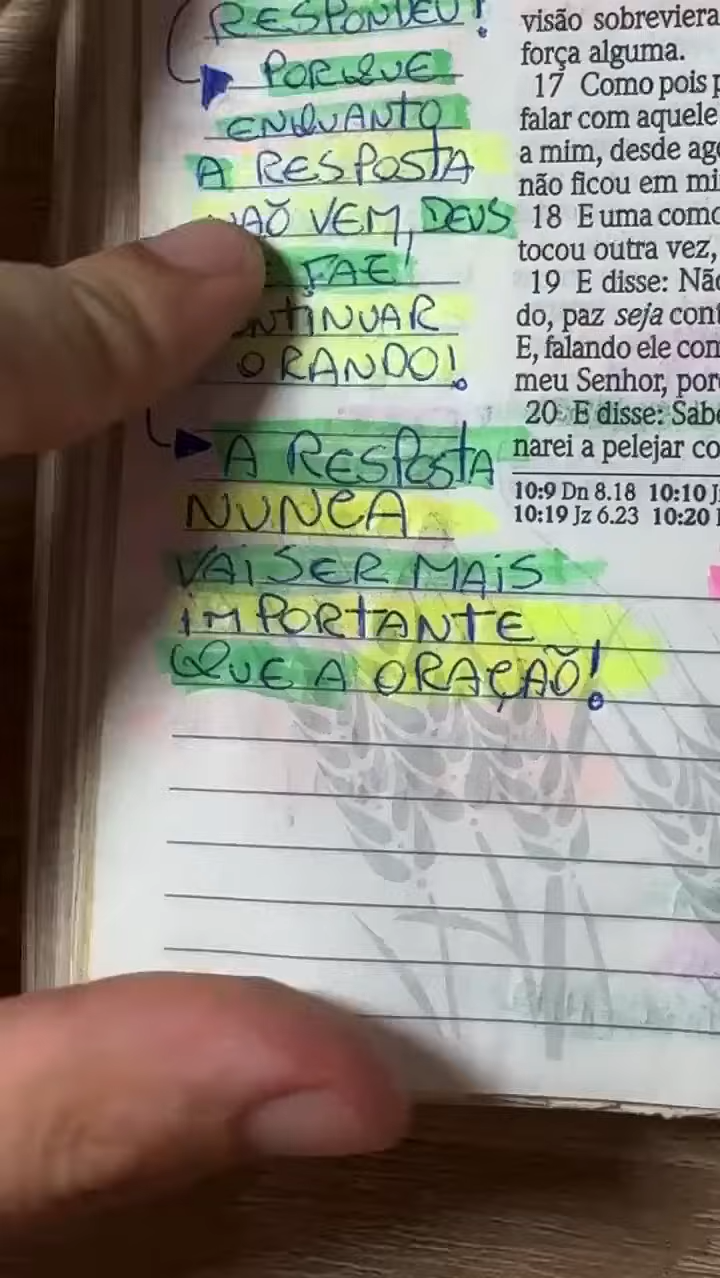 RESPONDEU!
PORQUE
ENQUANTO
A RESPOSTA
NAÕ VEM, DEUS
FAZ
ORANDO!
A RESPOSTA
NUNCA
VAI SER MAIS
IMPORTANTE
QUE A ORAÇAÕ!
visão sobreviera
força alguma.
17 Como pois
falar com aquele
a mim, desde
não ficou em
18 E uma
tocou outra vez,
19 E disse:
do, paz seja
E, falando ele
meu Senhor,
20 E disse:
narei a pelejar
10:9 Dn 8.18 10:10
10:19 Jz 6.23 10:20